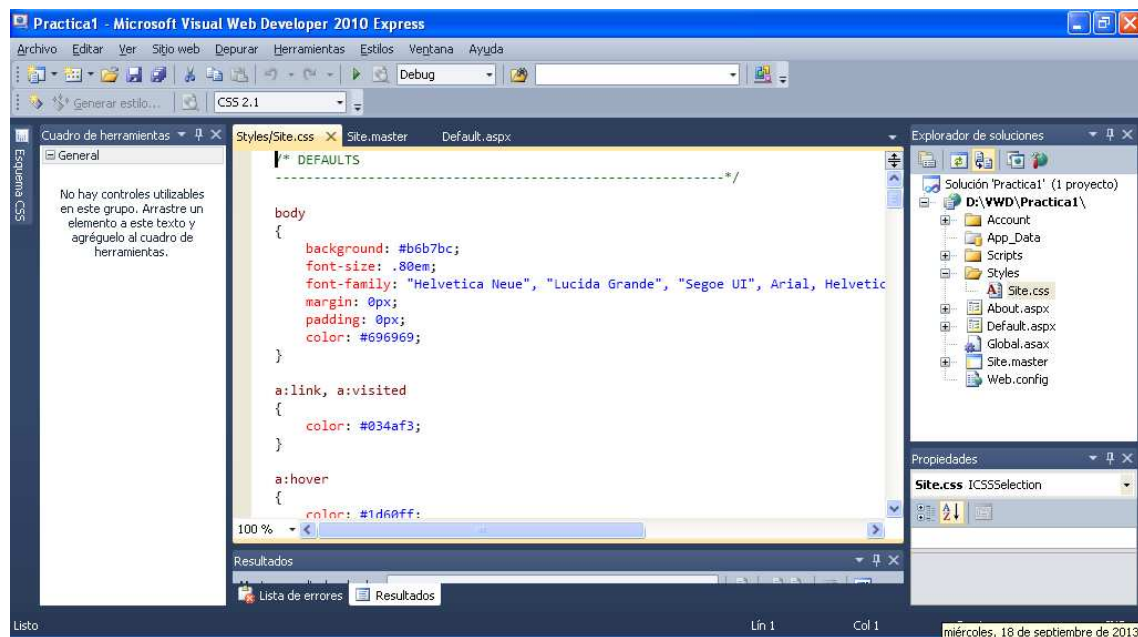 Practica1 - Microsoft Visual Web Developer 2010 Express
Archivo Editar Ver Sitio web Depurar Herramientas Estilos Ventana Ayuda
Debug
Generar estilo... CSS 2.1
Esquema CSS
Cuadro de herramientas
General
No hay controles utilizables
en este grupo. Arrastre un
elemento a este texto y
agréguelo al cuadro de
herramientas.
Styles/Site.css Site.master Default.aspx
/* DEFAULTS
----------------------------------------------------------*/
body
{
background: #b6b7bc;
font-size: .80em;
font-family: "Helvetica Neue", "Lucida Grande", "Segoe UI", Arial, Helvetic
margin: 0px;
padding: 0px;
color: #696969;
}
a:link, a:visited
{
color: #034af3;
}
a:hover
{
color: #1d60ff;
100 %
Resultados
Lista de errores Resultados
Explorador de soluciones
Solución 'Practica1' (1 proyecto)
D:\VWD\Practica1\
Account
App_Data
Scripts
Styles
Site.css
About.aspx
Default.aspx
Global.asax
Site.master
Web.config
Propiedades
Site.css ICSSSelection
Listo Lín 1 Col 1
miércoles, 18 de septiembre de 2013